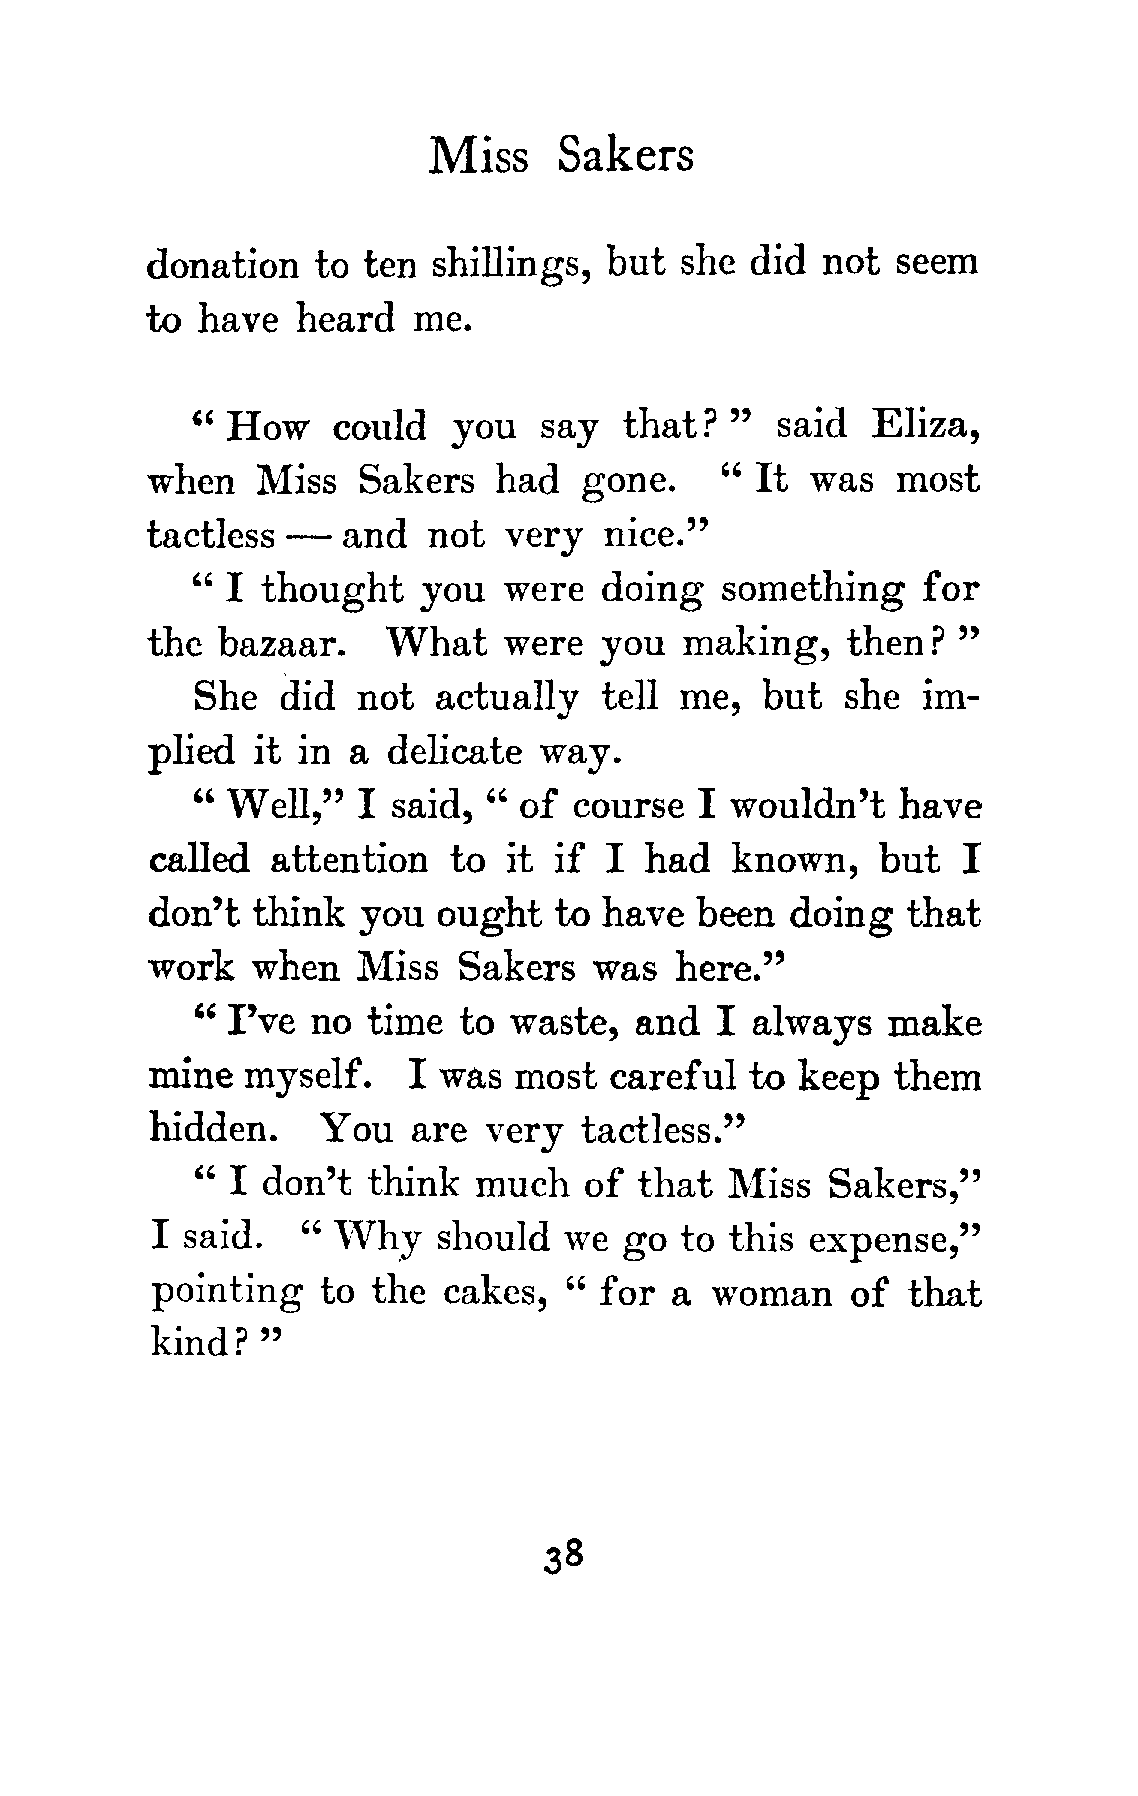 Miss Sakers
donation to ten shillings, but she did not seem
to have heard me.
“ How could you say that? ” said Eliza,
when Miss Sakers had gone. “ It was most
tactless — and not very nice.”
“ I thought you were doing something for
the bazaar. What were you making, then? ”
She did not actually tell me, but she im-
plied it in a delicate way.
“ Well,” I said, “ of course I wouldn’t have
called attention to it if I had known, but I
don’t think you ought to have been doing that
work when Miss Sakers was here.”
“ I’ve no time to waste, and I always make
mine myself. I was most careful to keep them
hidden. You are very tactless.”
“ I don’t think much of that Miss Sakers,”
I said. “ Why should we go to this expense,”
pointing to the cakes, “ for a woman of that
kind? ”
38